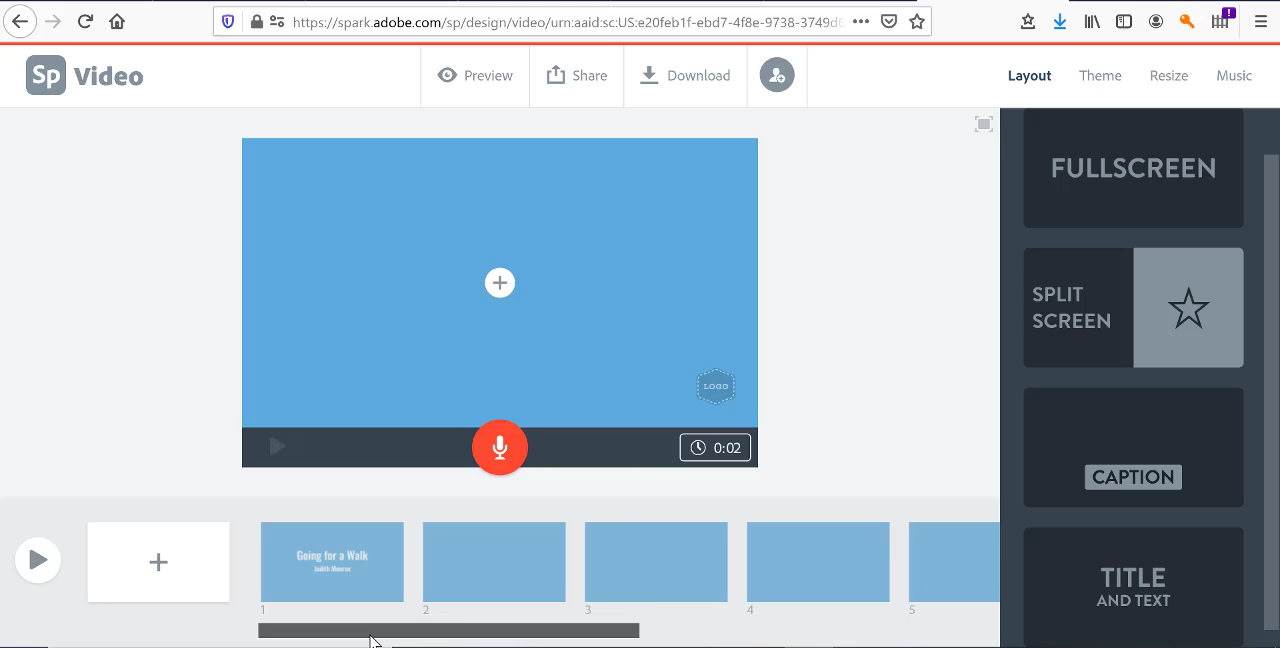 https://spark.adobe.com/sp/design/video/urn:aaid:sc:US:e20feb1f-ebd7-4f8e-9738-3749d
Sp Video
Preview
Share
Download
Layout
Theme
Resize
Music
FULLSCREEN
SPLIT
SCREEN
CAPTION
TITLE
AND TEXT
LOGO
0:02
Going for a Walk
Judith Munroe
1
2
3
4
5